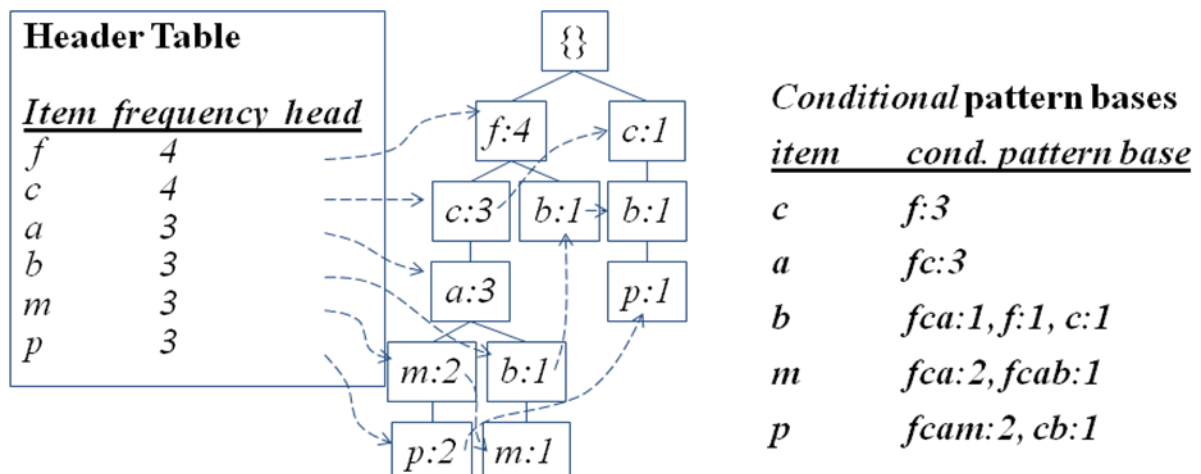 Header Table
Item frequency head
f 4
c 4
a 3
b 3
m 3
p 3
{}
f:4 c:1
c:3 b:1 b:1
a:3 p:1
m:2 b:1
p:2 m:1
Conditional pattern bases
item cond. pattern base
c f:3
a fc:3
b fca:1, f:1, c:1
m fca:2, fcab:1
p fcam:2, cb:1